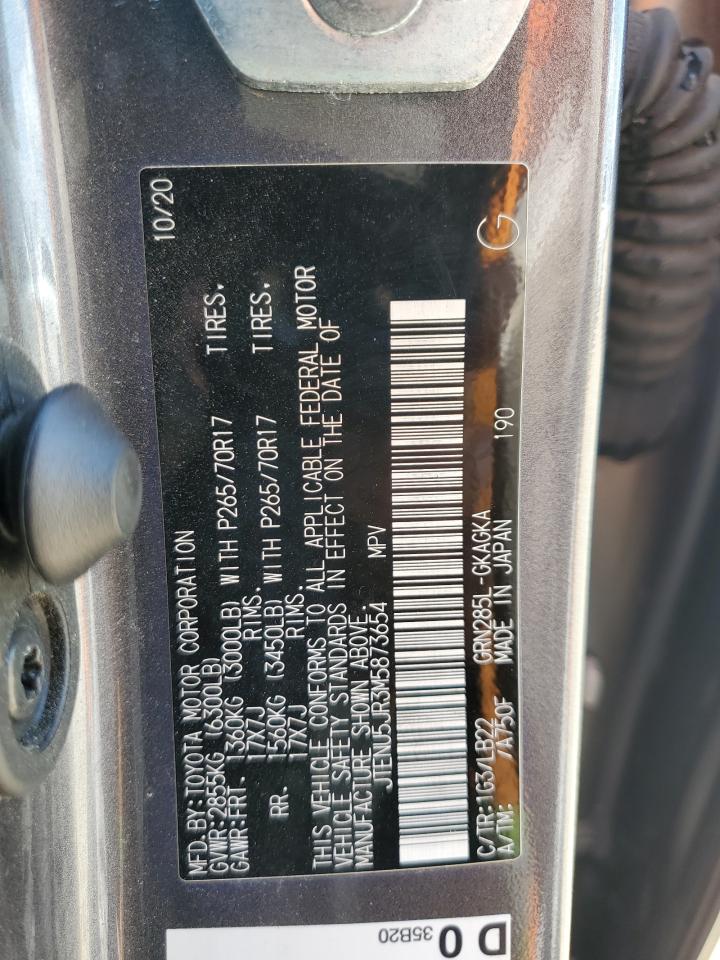 MFD. BY:TOYOTA MOTOR CORPORATION 10/20
GVWR:2855KG (6300LB)
GAWR:FRT. 1360KG (3000LB) WITH P265/70R17 TIRES,
17X7J RIMS.
RR. 1560KG (3450LB) WITH P265/70R17 TIRES,
17X7J RIMS.
THIS VEHICLE CONFORMS TO ALL APPLICABLE FEDERAL MOTOR
VEHICLE SAFETY STANDARDS IN EFFECT ON THE DATE OF
MANUFACTURE SHOWN ABOVE.
JTENU5JR3M5873654 MPV
C/TR:1G3/LB22 GRN285L-GKAGKA 190 G
A/TM: /A750F MADE IN JAPAN
35B20
D 0